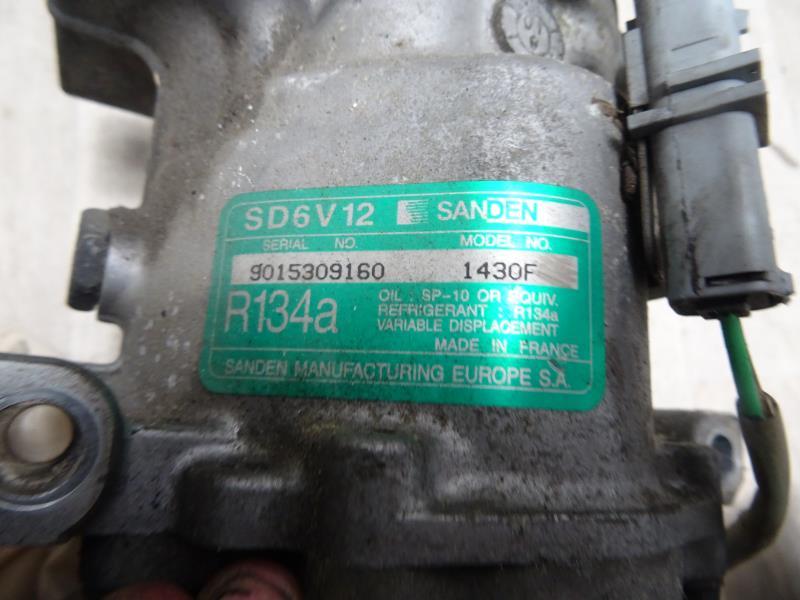 SD6V12 SANDEN
SERIAL NO. MODEL NO.
9015309160 1430F
R134a
OIL : SP-10 OR EQUIV.
REFRIGERANT : R134a
VARIABLE DISPLACEMENT
MADE IN FRANCE
SANDEN MANUFACTURING EUROPE S.A.